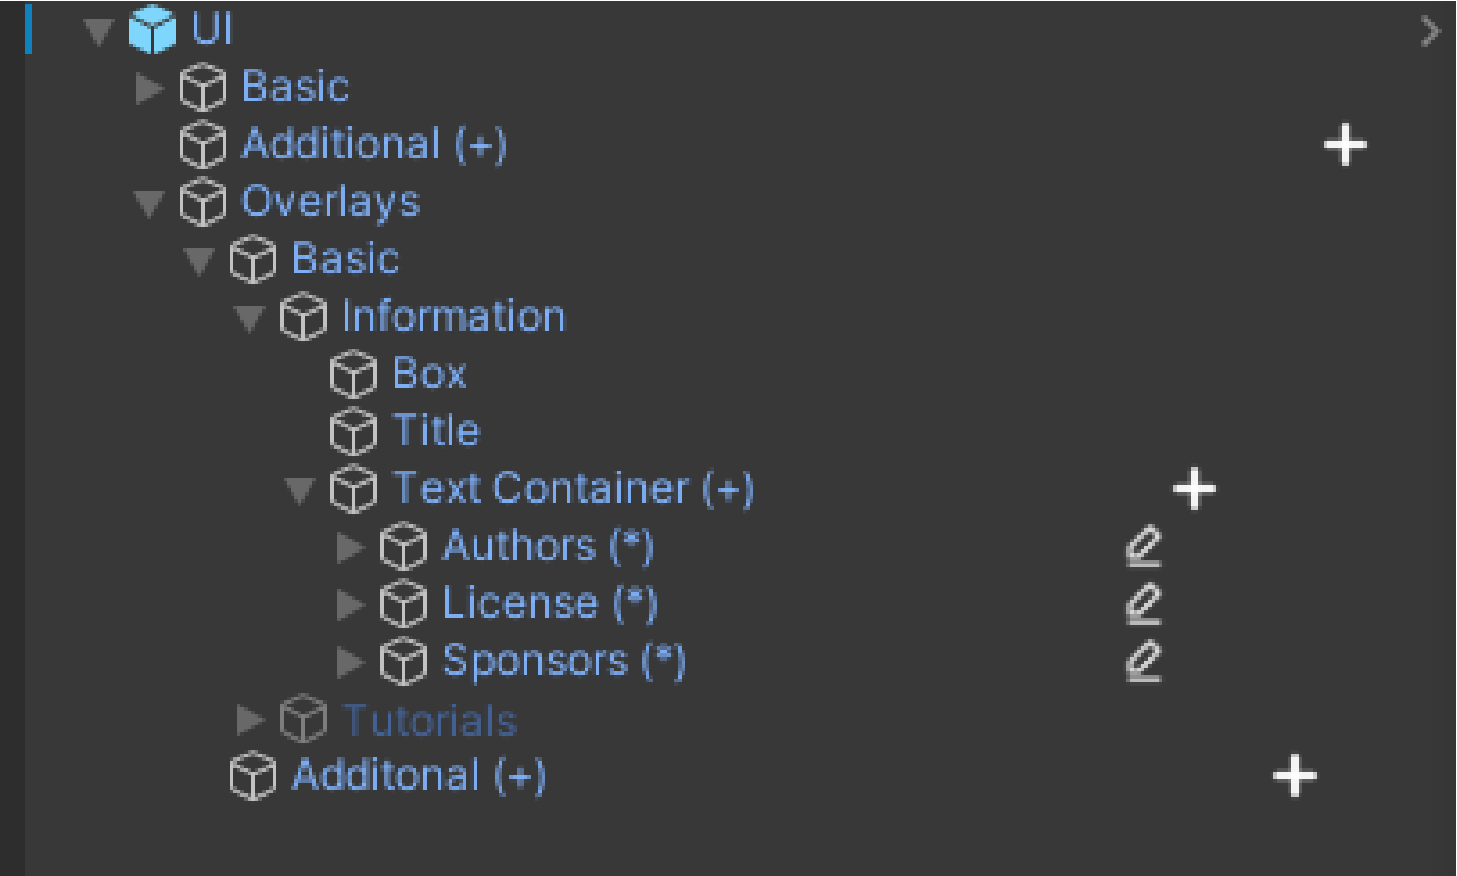 UI
Basic
Additional (+)
Overlays
Basic
Information
Box
Title
Text Container (+)
Authors (*)
License (*)
Sponsors (*)
Tutorials
Additonal (+)